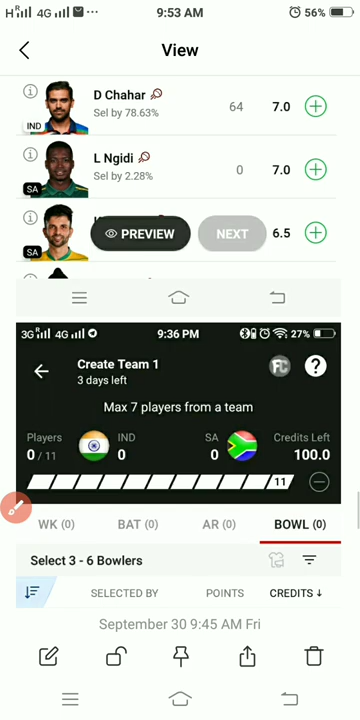 H 4G 9:53 AM 56%
View
D Chahar
Sel by 78.63% 64 7.0
IND
L Ngidi
Sel by 2.28% 0 7.0
SA
PREVIEW NEXT 6.5
SA
3G R 4G 9:36 PM 27%
Create Team 1
3 days left
FC ?
Max 7 players from a team
Players IND SA Credits Left
0 / 11 0 0 100.0
11
WK (0) BAT (0) AR (0) BOWL (0)
Select 3 - 6 Bowlers
SELECTED BY POINTS CREDITS ↓
September 30 9:45 AM Fri